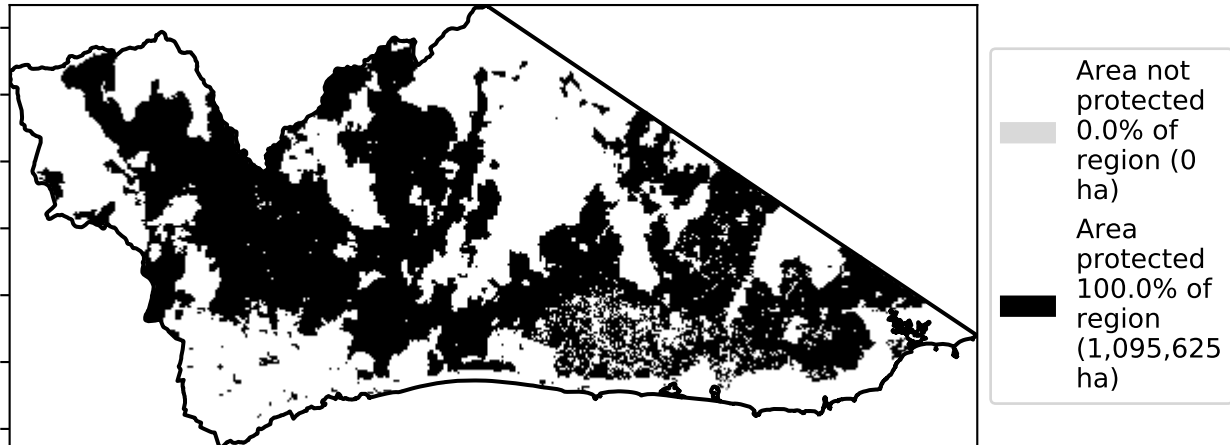 Area not
protected
0.0% of
region (0
ha)
Area
protected
100.0% of
region
(1,095,625
ha)